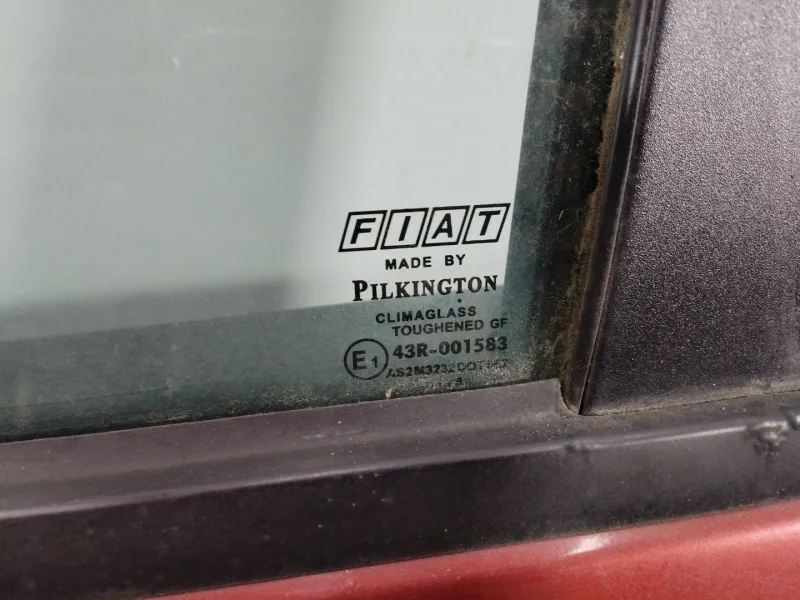 FIAT
MADE BY
PILKINGTON
CLIMAGLASS
TOUGHENED GF
E1 43R-001583